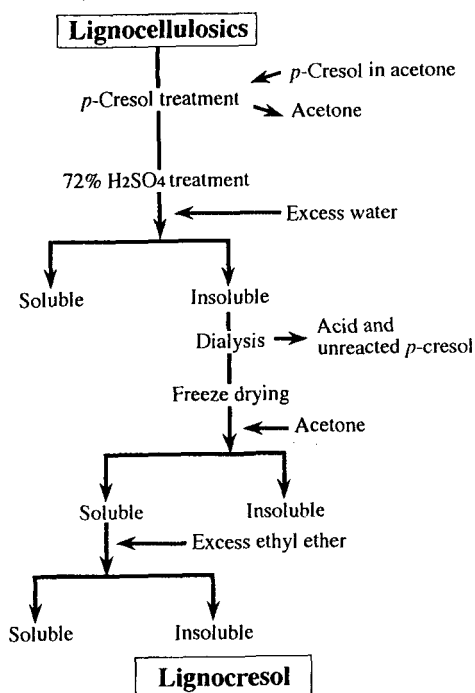 Lignocellulosics
p-Cresol in acetone
p-Cresol treatment
Acetone
72% H2SO4 treatment
Excess water
Soluble
Insoluble
Dialysis
Acid and
unreacted p-cresol
Freeze drying
Acetone
Soluble
Insoluble
Excess ethyl ether
Soluble
Insoluble
Lignocresol